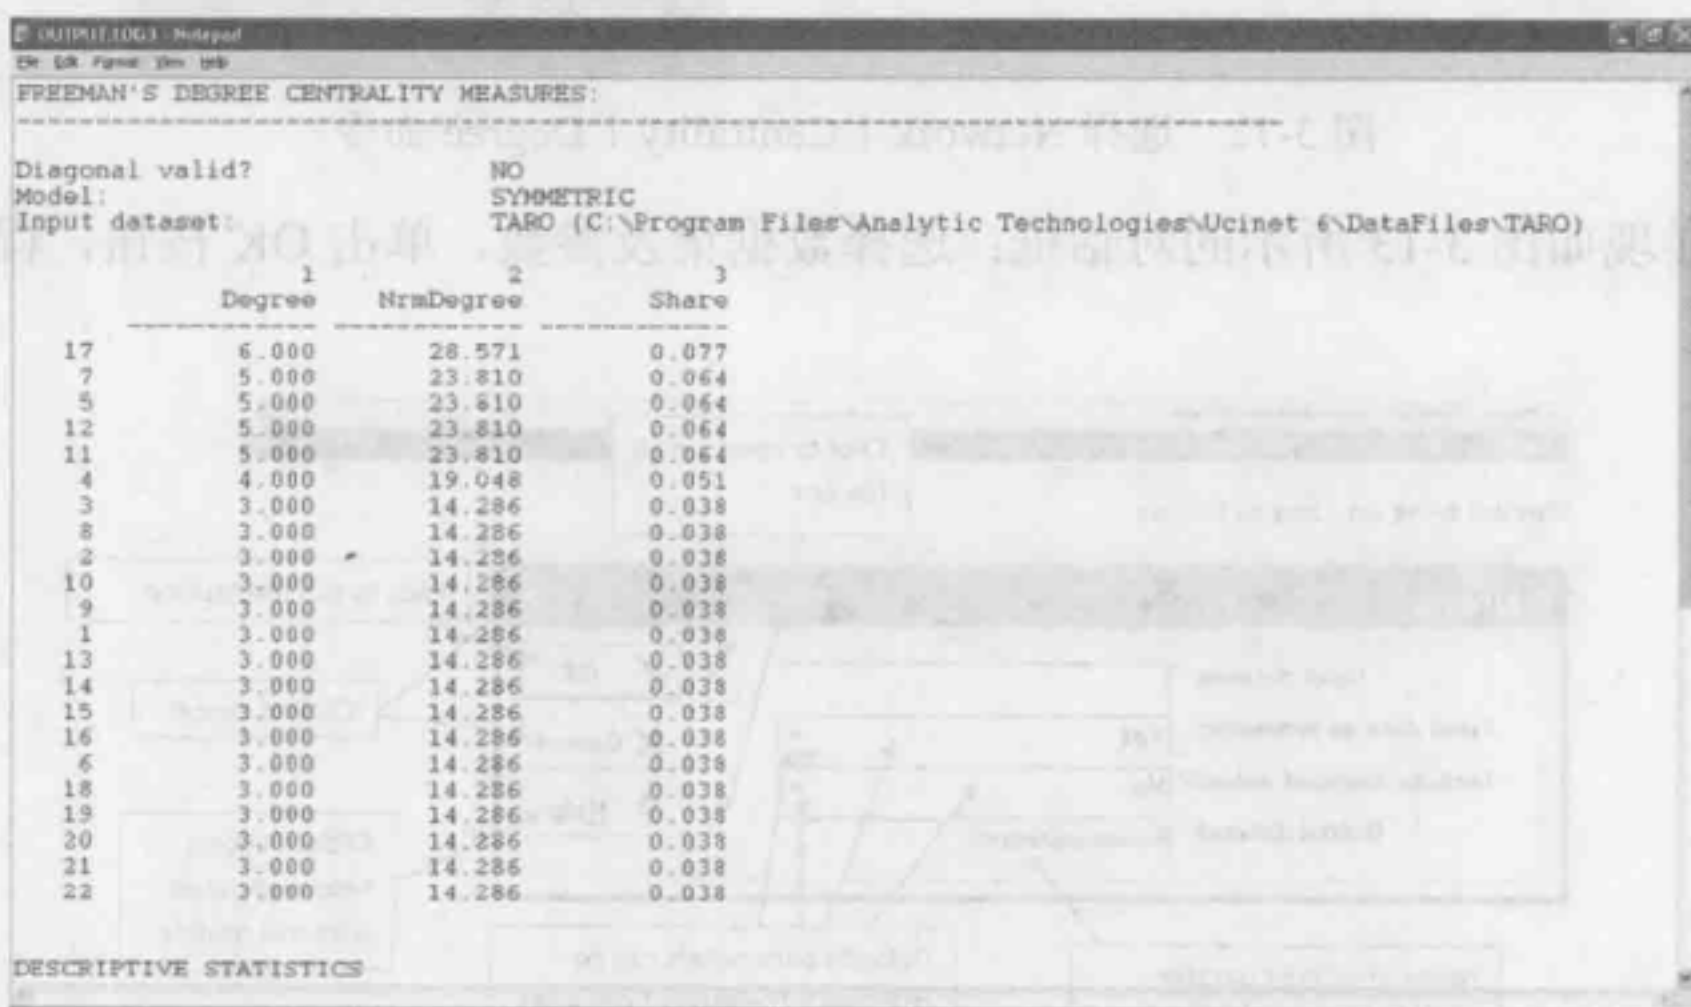 OUTPUT.LOG3 - Notepad
File Edit Format View Help
FREEMAN'S DEGREE CENTRALITY MEASURES:
Diagonal valid? NO
Model: SYMMETRIC
Input dataset: TARO (C:\Program Files\Analytic Technologies\Ucinet 6\DataFiles\TARO)
1 2 3
Degree NrmDegree Share
17 6.000 28.571 0.077
7 5.000 23.810 0.064
5 5.000 23.810 0.064
12 5.000 23.810 0.064
11 5.000 23.810 0.064
4 4.000 19.048 0.051
3 3.000 14.286 0.038
8 3.000 14.286 0.038
2 3.000 14.286 0.038
10 3.000 14.286 0.038
9 3.000 14.286 0.038
1 3.000 14.286 0.038
13 3.000 14.286 0.038
14 3.000 14.286 0.038
15 3.000 14.286 0.038
16 3.000 14.286 0.038
6 3.000 14.286 0.038
18 3.000 14.286 0.038
19 3.000 14.286 0.038
20 3.000 14.286 0.038
21 3.000 14.286 0.038
22 3.000 14.286 0.038
DESCRIPTIVE STATISTICS